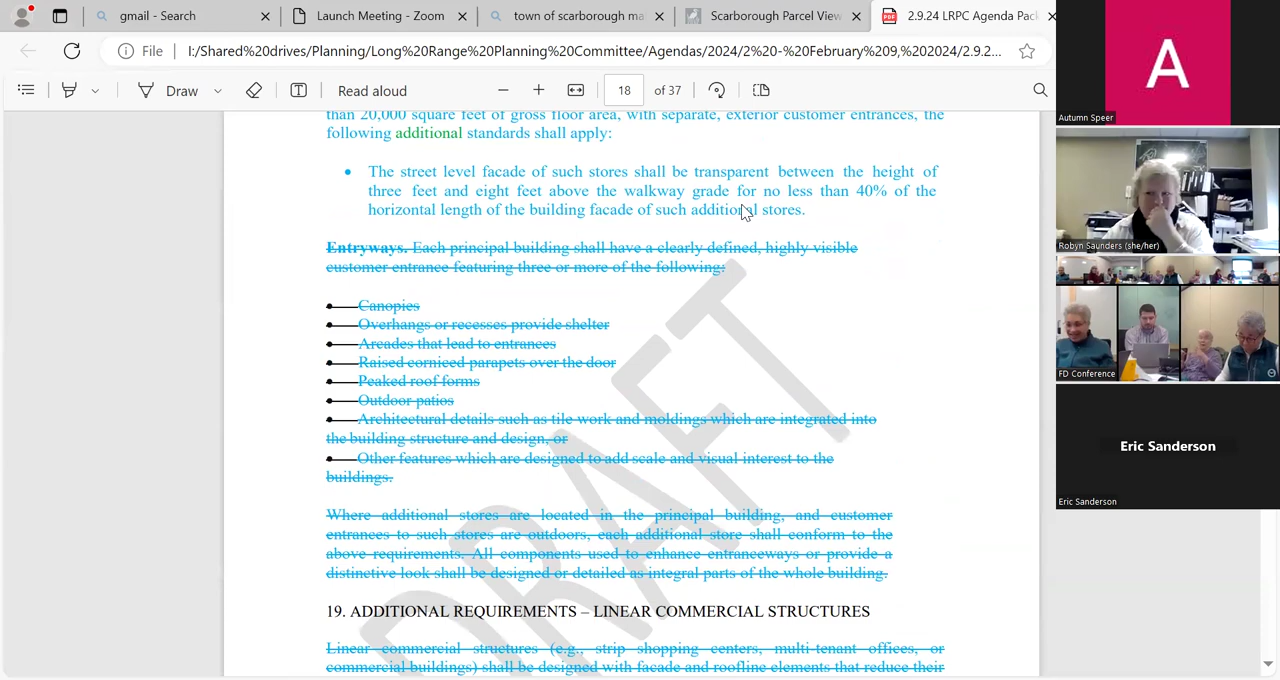 gmail - Search
Launch Meeting - Zoom
town of scarborough ma
Scarborough Parcel View
PDF
2.9.24 LRPC Agenda Pack
File
I:/Shared%20drives/Planning/Long%20Range%20Planning%20Committee/Agendas/2024/2%20-%20February%209,%202024/2.9.2...
Draw
Read aloud
18
of 37
than 20,000 square feet of gross floor area, with separate, exterior customer entrances, the
following additional standards shall apply:
• The street level facade of such stores shall be transparent between the height of
three feet and eight feet above the walkway grade for no less than 40% of the
horizontal length of the building facade of such additional stores.
Entryways. Each principal building shall have a clearly defined, highly visible
customer entrance featuring three or more of the following:
• Canopies
• Overhangs or recesses provide shelter
• Arcades that lead to entrances
• Raised corniced parapets over the door
• Peaked roof forms
• Outdoor patios
• Architectural details such as tile work and moldings which are integrated into
the building structure and design, or
• Other features which are designed to add scale and visual interest to the
buildings.
Where additional stores are located in the principal building, and customer
entrances to such stores are outdoors, each additional store shall conform to the
above requirements. All components used to enhance entranceways or provide a
distinctive look shall be designed or detailed as integral parts of the whole building.
19. ADDITIONAL REQUIREMENTS – LINEAR COMMERCIAL STRUCTURES
Linear commercial structures (e.g., strip shopping centers, multi-tenant offices, or
commercial buildings) shall be designed with facade and roofline elements that reduce their
DRAFT
A
Autumn Speer
Robyn Saunders (she/her)
FD Conference
Eric Sanderson
Eric Sanderson